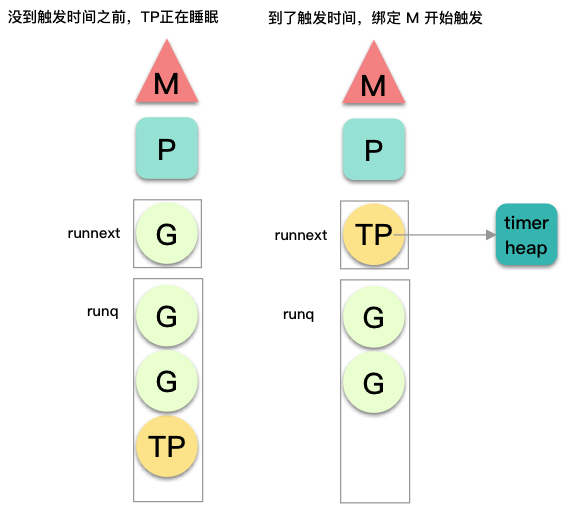 没到触发时间之前，TP正在睡眠
M
P
runnext
G
runq
G
G
TP
到了触发时间，绑定 M 开始触发
M
P
runnext
TP
timer
heap
runq
G
G